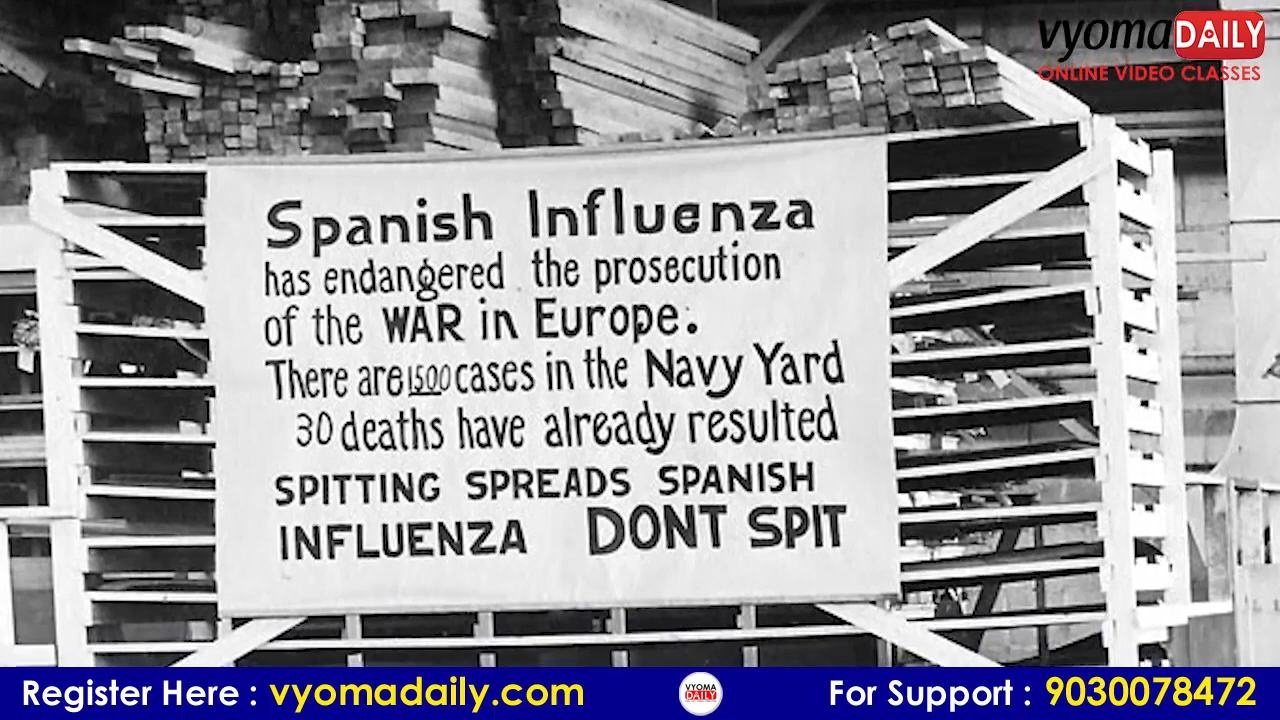 vyoma DAILY
ONLINE VIDEO CLASSES
Spanish Influenza
has endangered the prosecution
of the WAR in Europe.
There are 1500 cases in the Navy Yard
30 deaths have already resulted
SPITTING SPREADS SPANISH
INFLUENZA DONT SPIT
Register Here : vyomadaily.com
VYOMA
DAILY
For Support : 9030078472